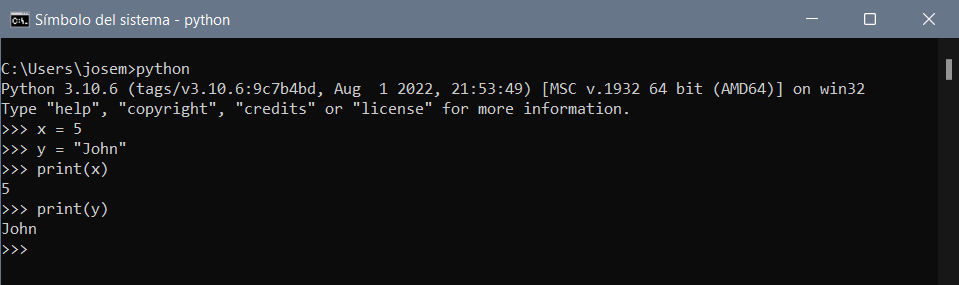 Símbolo del sistema - python
C:\Users\josem>python
Python 3.10.6 (tags/v3.10.6:9c7b4bd, Aug  1 2022, 21:53:49) [MSC v.1932 64 bit (AMD64)] on win32
Type "help", "copyright", "credits" or "license" for more information.
>>> x = 5
>>> y = "John"
>>> print(x)
5
>>> print(y)
John
>>>